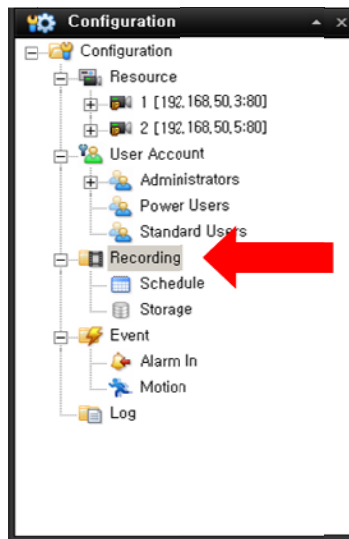 Configuration
Configuration
Resource
1 [192,168,50,3:80]
2 [192,168,50,5:80]
User Account
Administrators
Power Users
Standard Users
Recording
Schedule
Storage
Event
Alarm In
Motion
Log